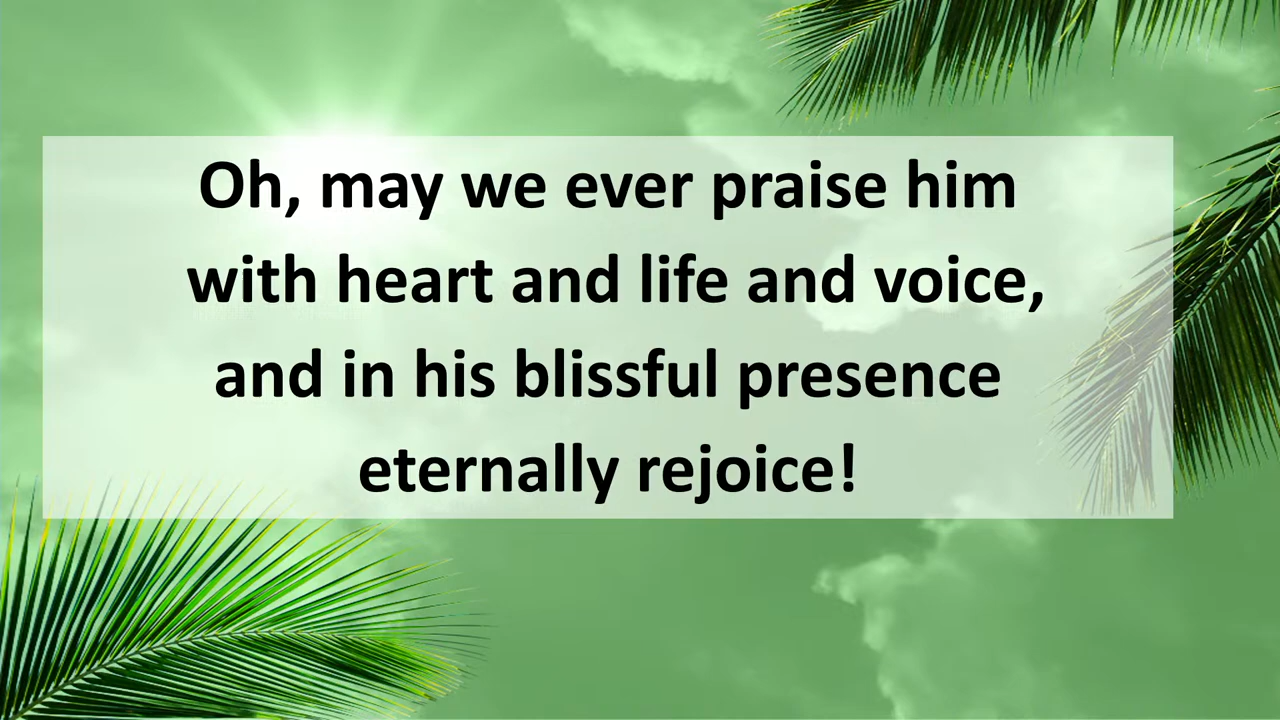 Oh, may we ever praise him
with heart and life and voice,
and in his blissful presence
eternally rejoice!